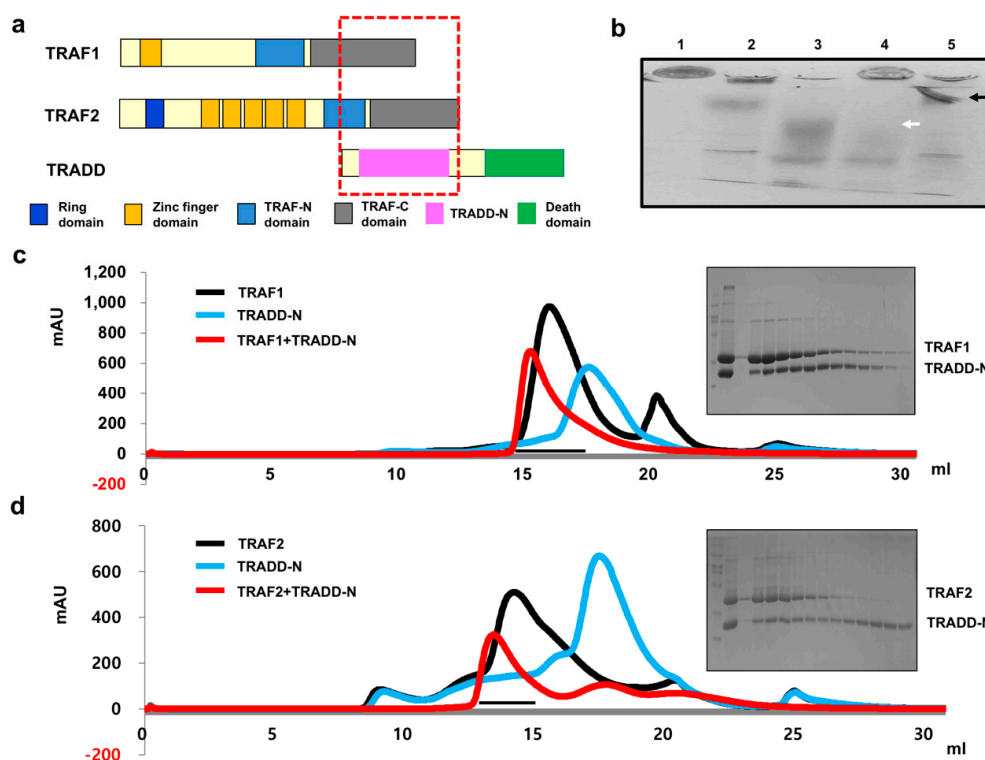 a
TRAF1
TRAF2
TRADD
Ring domain
Zinc finger domain
TRAF-N domain
TRAF-C domain
TRADD-N
Death domain
b
1 2 3 4 5
c
1,200
1,000
800
600
400
200
0
-200
mAU
TRAF1
TRADD-N
TRAF1+TRADD-N
TRAF1
TRADD-N
0 5 10 15 20 25 30 ml
d
800
600
400
200
0
-200
mAU
TRAF2
TRADD-N
TRAF2+TRADD-N
TRAF2
TRADD-N
0 5 10 15 20 25 30 ml